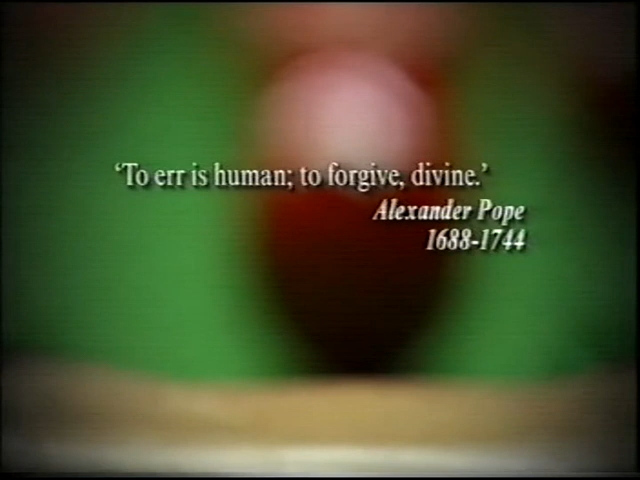 ‘To err is human; to forgive, divine.’
Alexander Pope
1688-1744